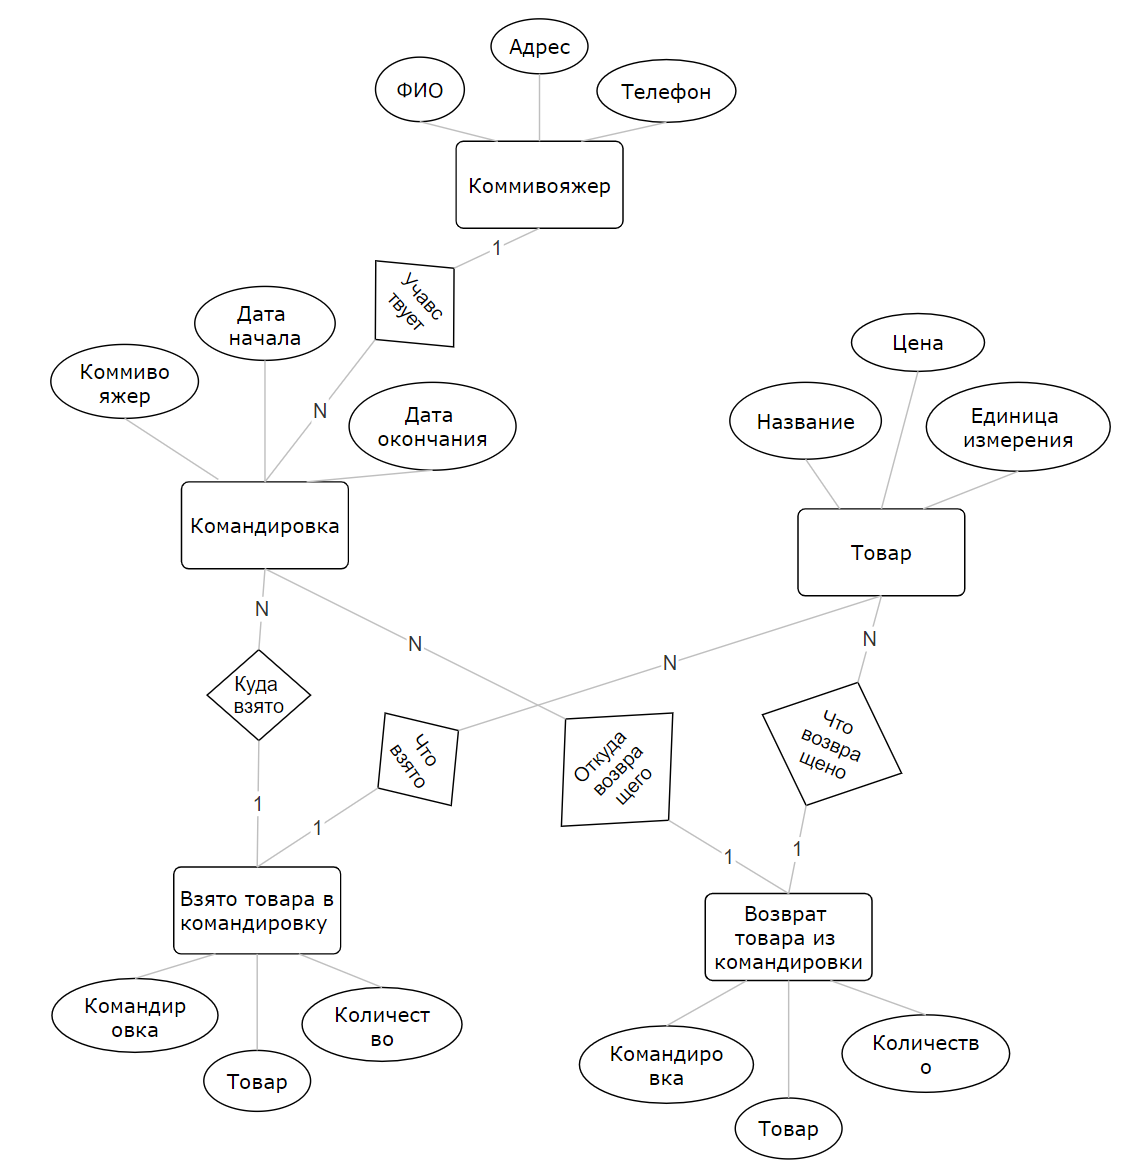 Адрес
ФИО
Телефон
Коммивояжер
1
Учавс
твует
Дата
начала
Коммиво
яжер
N
Дата
окончания
Командировка
Цена
Название
Единица
измерения
Товар
N
N
N
N
Куда
взято
Что
взято
Откуда
возвра
щего
Что
возвра
щено
1
1
1
1
Взято товара в
командировку
Возврат
товара из
командировки
Командир
овка
Количест
во
Товар
Командиро
вка
Количеств
о
Товар